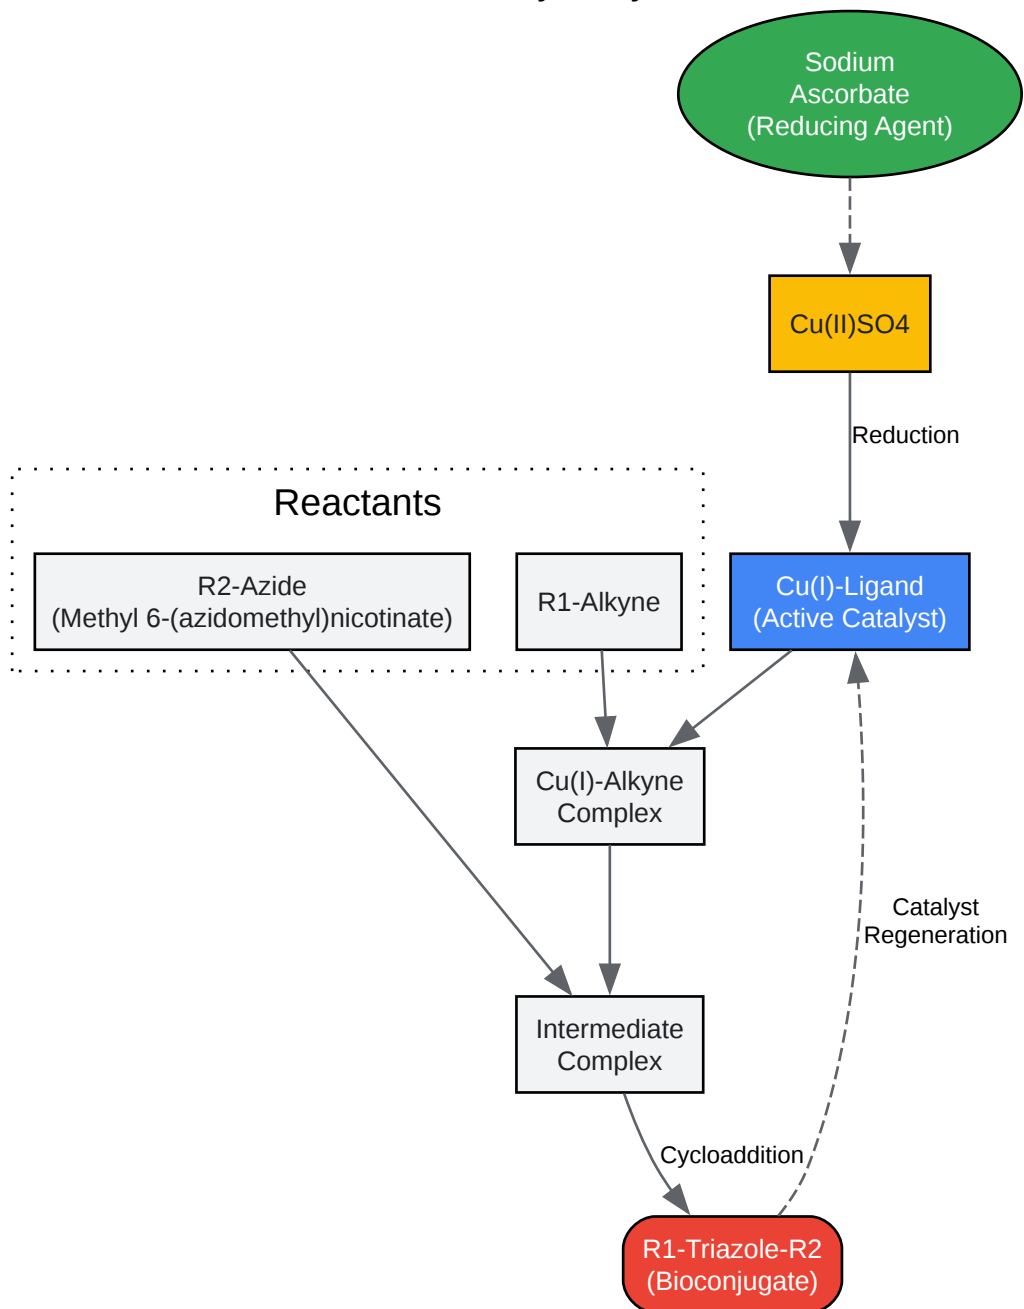 Sodium
Ascorbate
(Reducing Agent)
Cu(II)SO4
Reduction
Reactants
R2-Azide
(Methyl 6-(azidomethyl)nicotinate)
R1-Alkyne
Cu(I)-Ligand
(Active Catalyst)
Cu(I)-Alkyne
Complex
Catalyst
Regeneration
Intermediate
Complex
Cycloaddition
R1-Triazole-R2
(Bioconjugate)